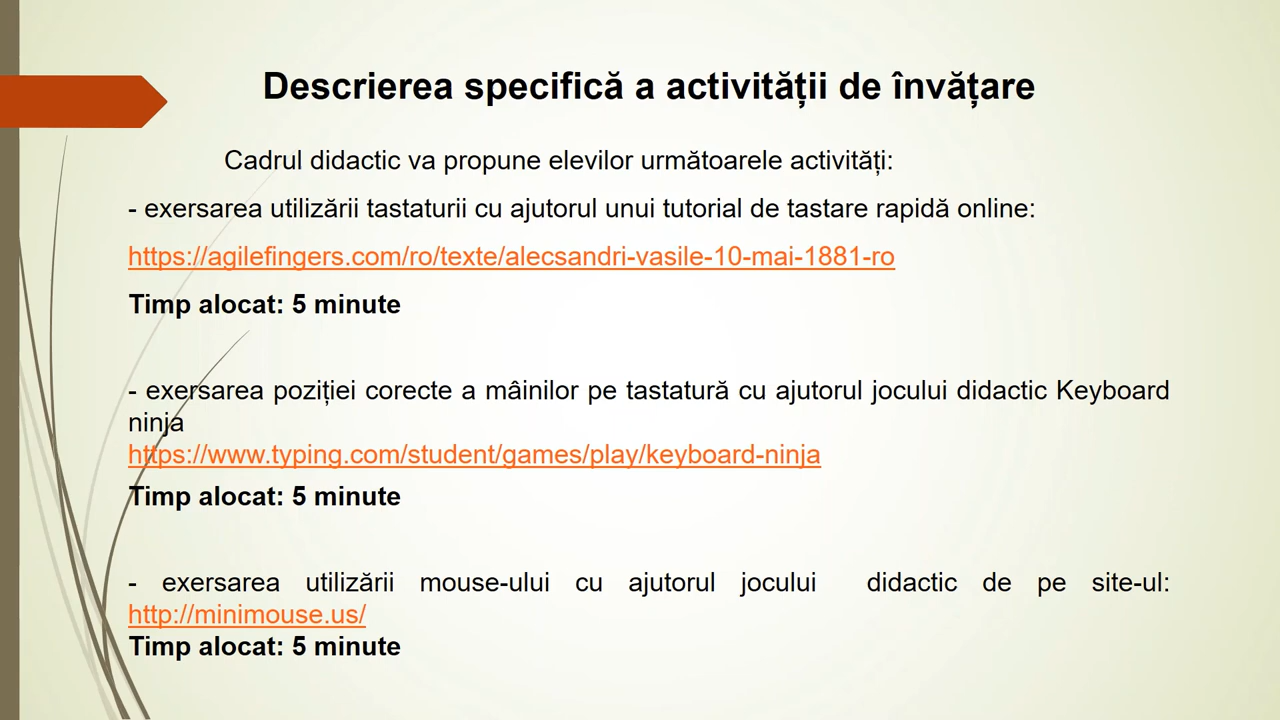 Descrierea specifică a activității de învățare
Cadrul didactic va propune elevilor următoarele activități:
- exersarea utilizării tastaturii cu ajutorul unui tutorial de tastare rapidă online:
https://agilefingers.com/ro/texte/alecsandri-vasile-10-mai-1881-ro
Timp alocat: 5 minute
- exersarea poziției corecte a mâinilor pe tastatură cu ajutorul jocului didactic Keyboard
ninja
https://www.typing.com/student/games/play/keyboard-ninja
Timp alocat: 5 minute
- exersarea utilizării mouse-ului cu ajutorul jocului didactic de pe site-ul:
http://minimouse.us/
Timp alocat: 5 minute